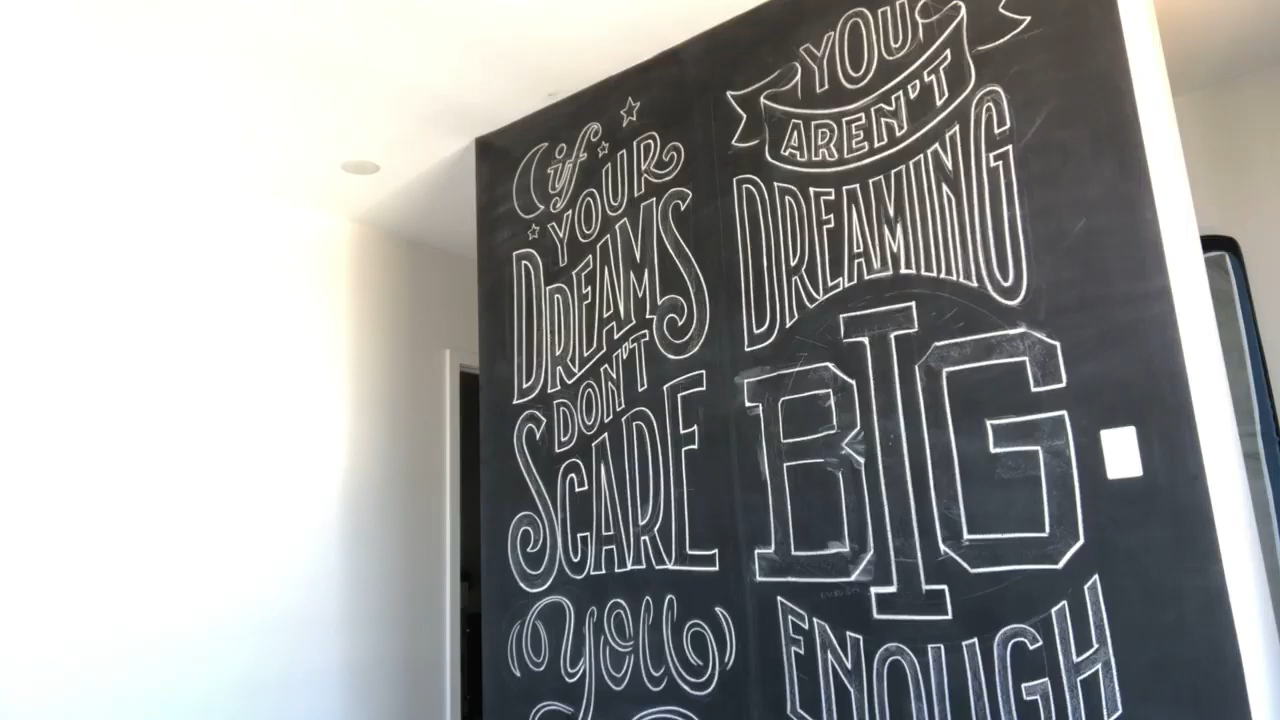 if
YOUR
DREAMS
DON'T
SCARE
you
YOU
AREN'T
DREAMING
BIG
ENOUGH